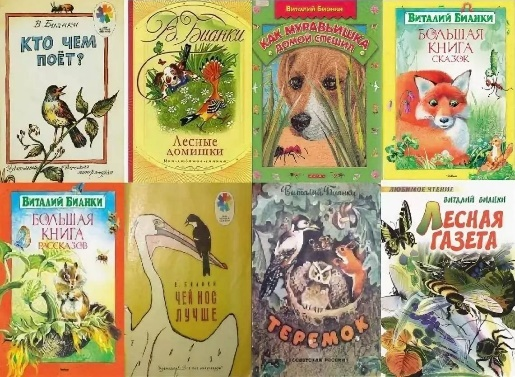 В. Бианки
КТО ЧЕМ
ПОЁТ?
В. Бианки
Лесные
домишки
Виталий Бианки
КАК МУРАВЬИШКА
ДОМОЙ СПЕШИЛ
ВИТАЛИЙ БИАНКИ
БОЛЬШАЯ
КНИГА
СКАЗОК
ВИТАЛИЙ БИАНКИ
БОЛЬШАЯ
КНИГА
РАССКАЗОВ
В. БИАНКИ
ЧЕЙ НОС
ЛУЧШЕ
Виталий Бианки
ТЕРЕМОК
ЛЮБИМОЕ ЧТЕНИЕ
ВИТАЛИЙ БИАНКИ
ЛЕСНАЯ
ГАЗЕТА